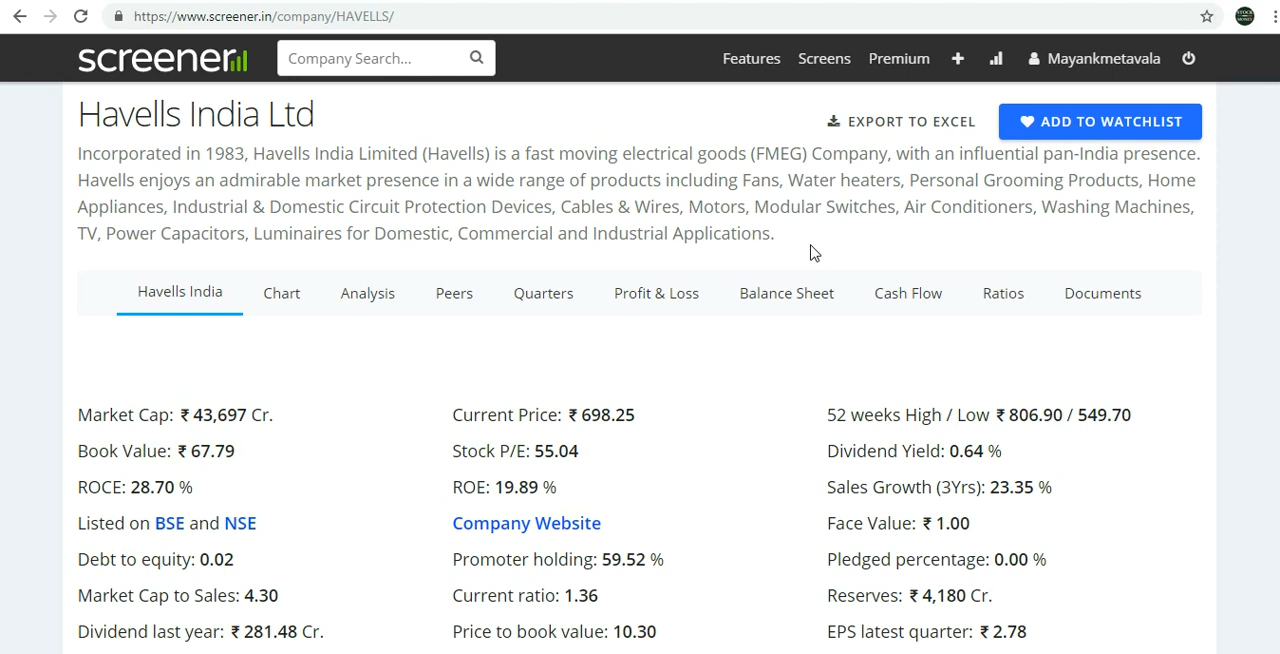 https://www.screener.in/company/HAVELLS/
screener
Company Search...
Features Screens Premium Mayankmetavala
Havells India Ltd
EXPORT TO EXCEL
ADD TO WATCHLIST
Incorporated in 1983, Havells India Limited (Havells) is a fast moving electrical goods (FMEG) Company, with an influential pan-India presence.
Havells enjoys an admirable market presence in a wide range of products including Fans, Water heaters, Personal Grooming Products, Home
Appliances, Industrial & Domestic Circuit Protection Devices, Cables & Wires, Motors, Modular Switches, Air Conditioners, Washing Machines,
TV, Power Capacitors, Luminaires for Domestic, Commercial and Industrial Applications.
Havells India Chart Analysis Peers Quarters Profit & Loss Balance Sheet Cash Flow Ratios Documents
Market Cap: ₹ 43,697 Cr. Current Price: ₹ 698.25 52 weeks High / Low ₹ 806.90 / 549.70
Book Value: ₹ 67.79 Stock P/E: 55.04 Dividend Yield: 0.64 %
ROCE: 28.70 % ROE: 19.89 % Sales Growth (3Yrs): 23.35 %
Listed on BSE and NSE Company Website Face Value: ₹ 1.00
Debt to equity: 0.02 Promoter holding: 59.52 % Pledged percentage: 0.00 %
Market Cap to Sales: 4.30 Current ratio: 1.36 Reserves: ₹ 4,180 Cr.
Dividend last year: ₹ 281.48 Cr. Price to book value: 10.30 EPS latest quarter: ₹ 2.78